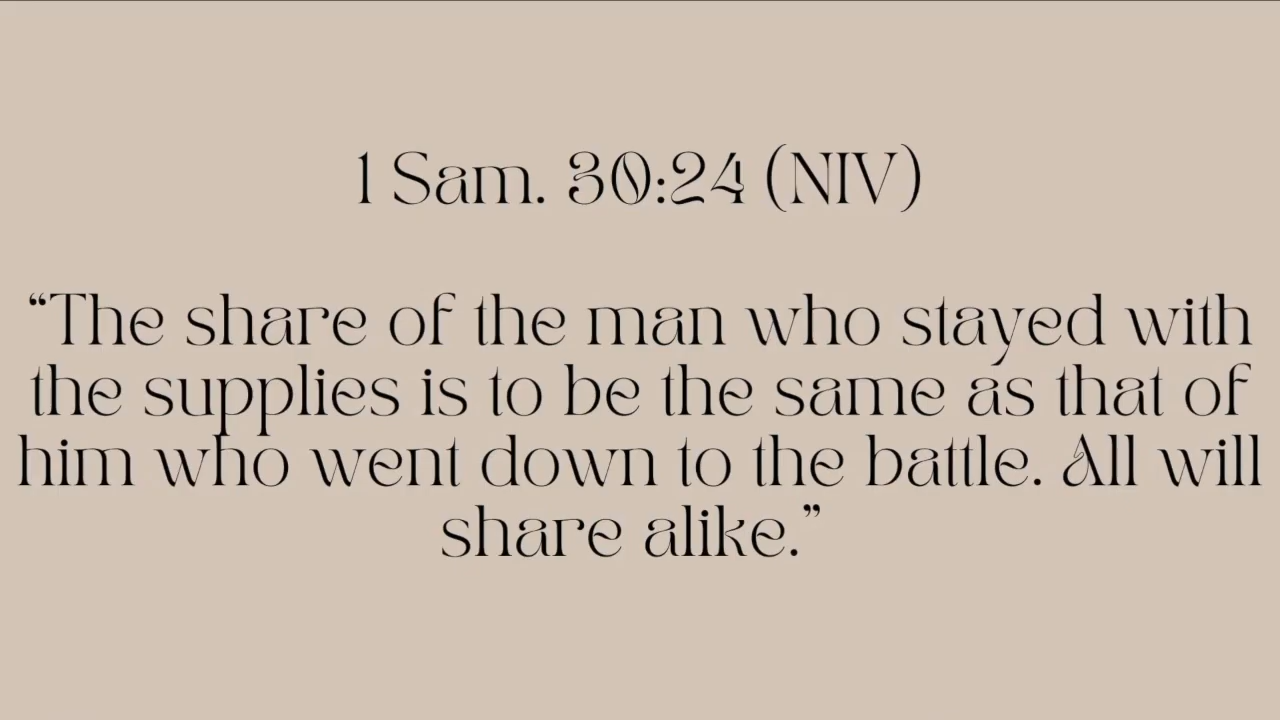 1 Sam. 30:24 (NIV)
“The share of the man who stayed with
the supplies is to be the same as that of
him who went down to the battle. All will
share alike.”